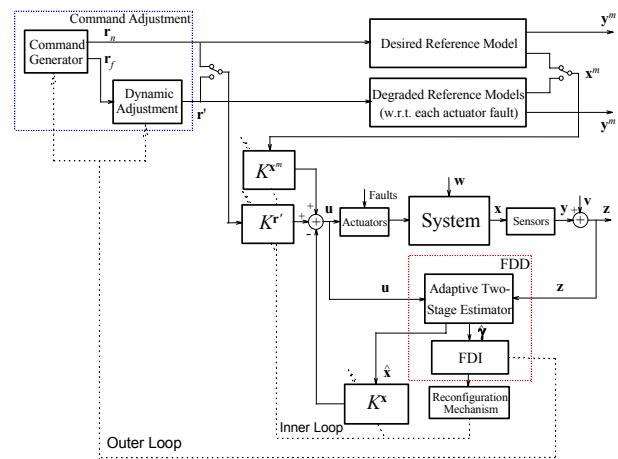 Command Adjustment
Command
Generator
r_n
r_f
Dynamic
Adjustment
r'
Desired Reference Model
y^m
Degraded Reference Models
(w.r.t. each actuator fault)
x^m
y^m
K^{x^m}
K^{r'}
+
+
-
u
Faults
Actuators
w
System
x
Sensors
y
+
v
+
z
FDD
u
Adaptive Two-
Stage Estimator
z
γ̂
FDI
x̂
K^x
Reconfiguration
Mechanism
Inner Loop
Outer Loop